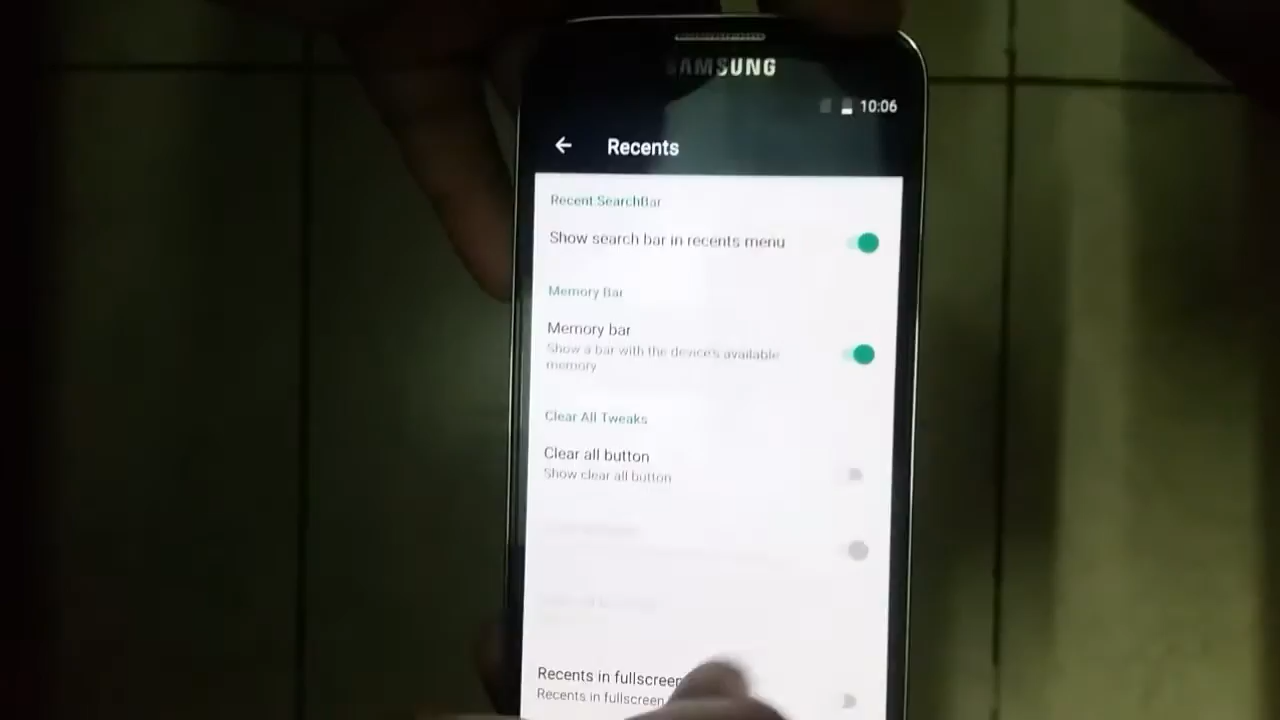 SAMSUNG
10:06
Recents
Recent SearchBar
Show search bar in recents menu
Memory Bar
Memory bar
Show a bar with the device's available
memory
Clear All Tweaks
Clear all button
Show clear all button
Recents in fullscreen
Recents in fullscreen